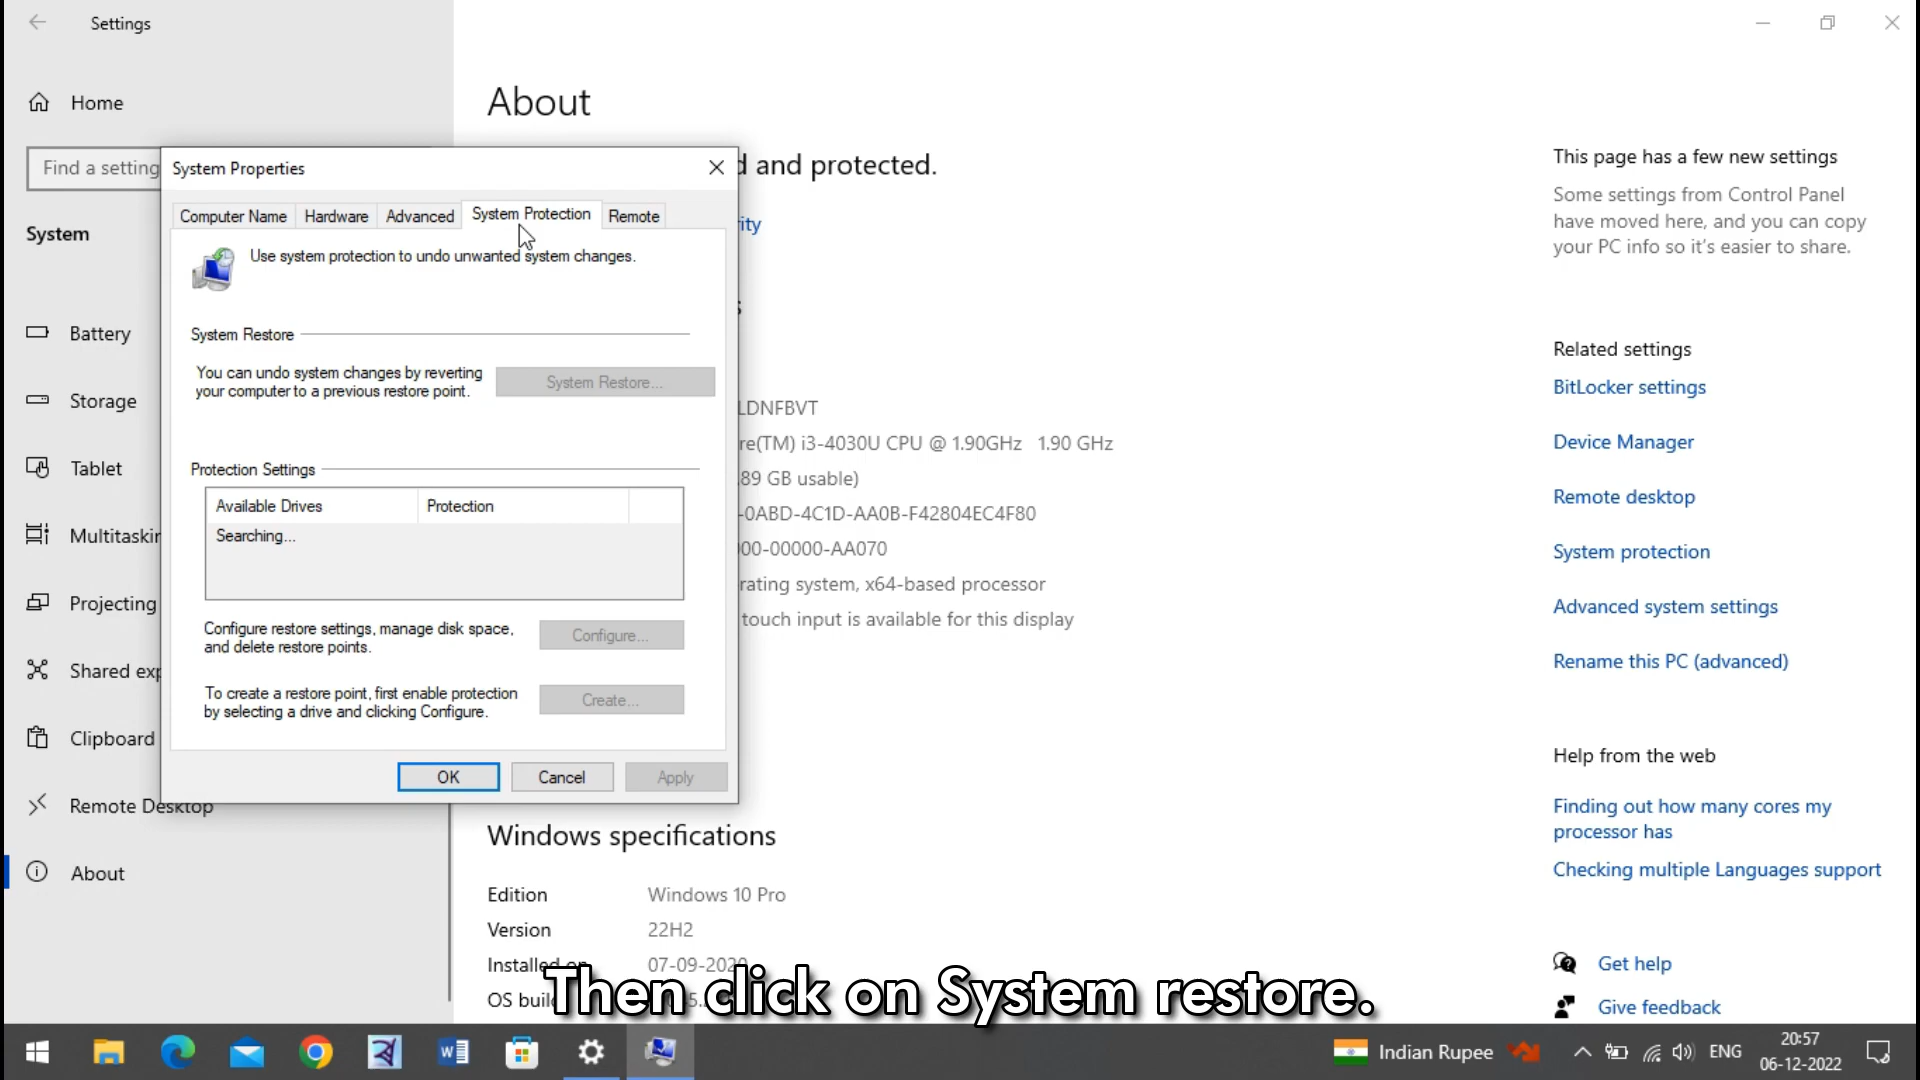 Settings
Home
Find a setting
System
Battery
Storage
Tablet
Multitaskin
Projecting
Shared exp
Clipboard
Remote Desktop
About
System Properties
Computer Name
Hardware
Advanced
System Protection
Remote
Use system protection to undo unwanted system changes.
System Restore
You can undo system changes by reverting
your computer to a previous restore point.
System Restore...
Protection Settings
Available Drives
Protection
Searching...
Configure restore settings, manage disk space,
and delete restore points.
Configure...
To create a restore point, first enable protection
by selecting a drive and clicking Configure.
Create...
OK
Cancel
Apply
About
d and protected.
ity
s
LDNFBVT
re(TM) i3-4030U CPU @ 1.90GHz 1.90 GHz
.89 GB usable)
-0ABD-4C1D-AA0B-F42804EC4F80
000-00000-AA070
rating system, x64-based processor
touch input is available for this display
Windows specifications
Edition Windows 10 Pro
Version 22H2
Installed on 07-09-2020
OS build
This page has a few new settings
Some settings from Control Panel
have moved here, and you can copy
your PC info so it's easier to share.
Related settings
BitLocker settings
Device Manager
Remote desktop
System protection
Advanced system settings
Rename this PC (advanced)
Help from the web
Finding out how many cores my
processor has
Checking multiple Languages support
Get help
Give feedback
Then click on System restore.
Indian Rupee
ENG
20:57
06-12-2022